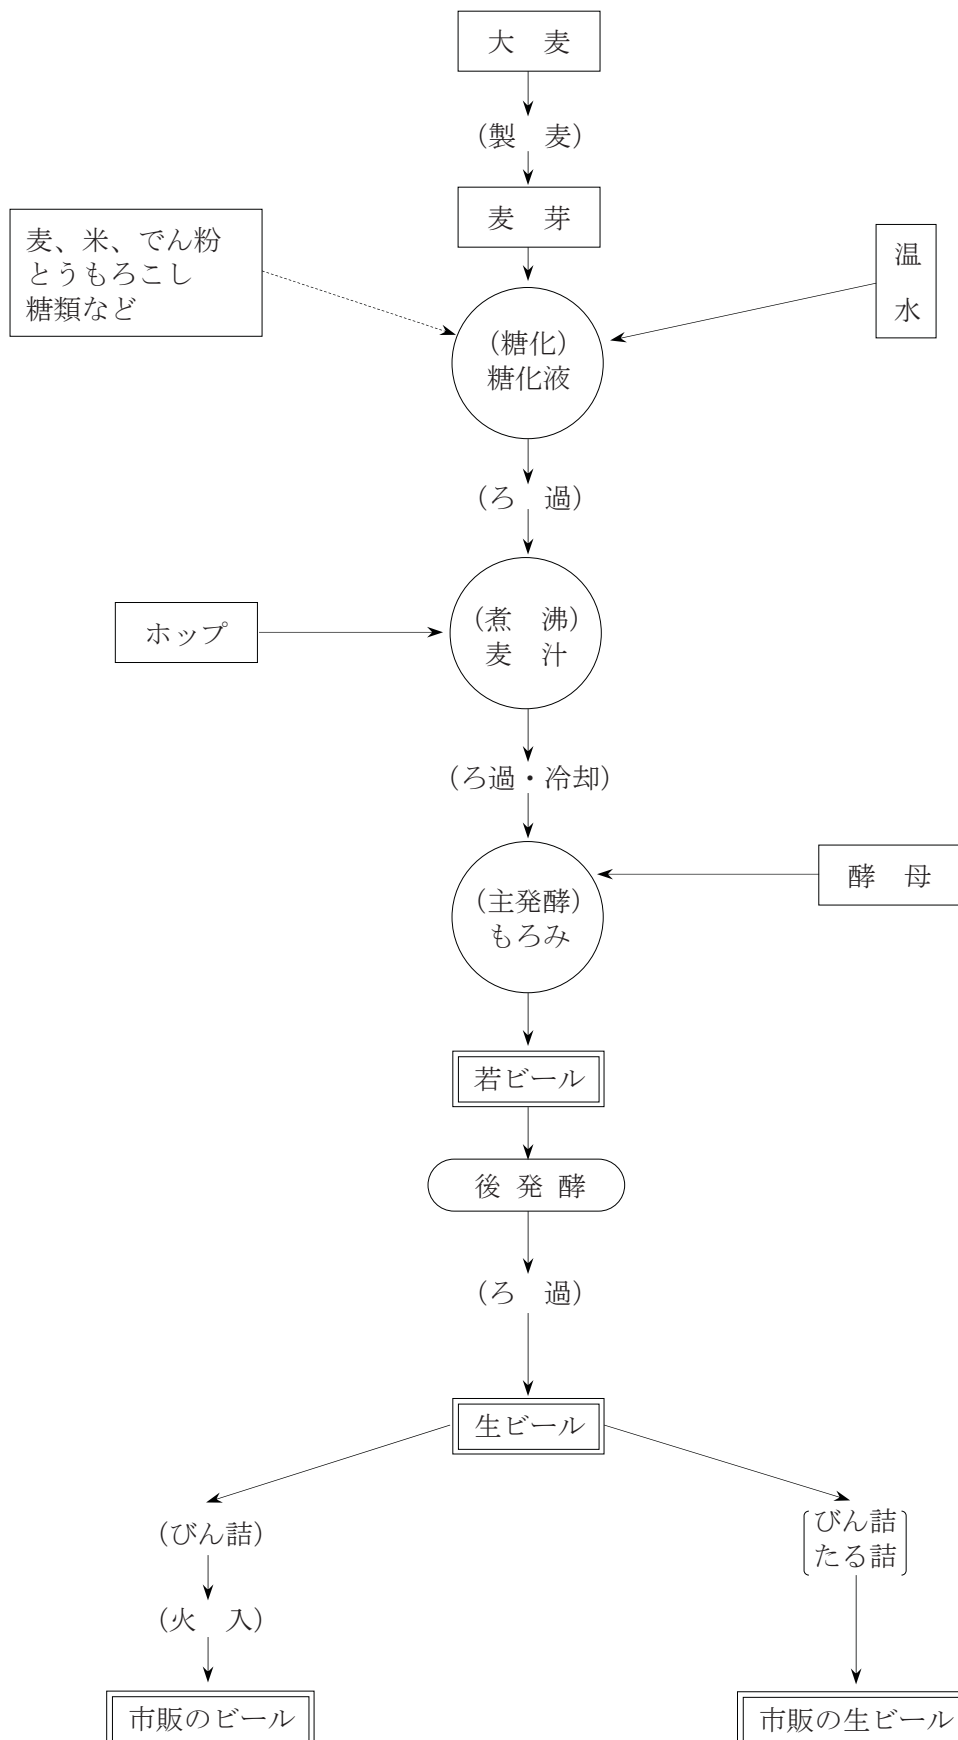 大　麦
（製　麦）
麦　芽
麦、米、でん粉
とうもろこし
糖類など
温
水
（糖化）
糖化液
（ろ　過）
ホップ
（煮　沸）
麦　汁
（ろ過・冷却）
酵　母
（主発酵）
もろみ
若ビール
後 発 酵
（ろ　過）
生ビール
（びん詰）
びん詰
たる詰
（火　入）
市販のビール
市販の生ビール